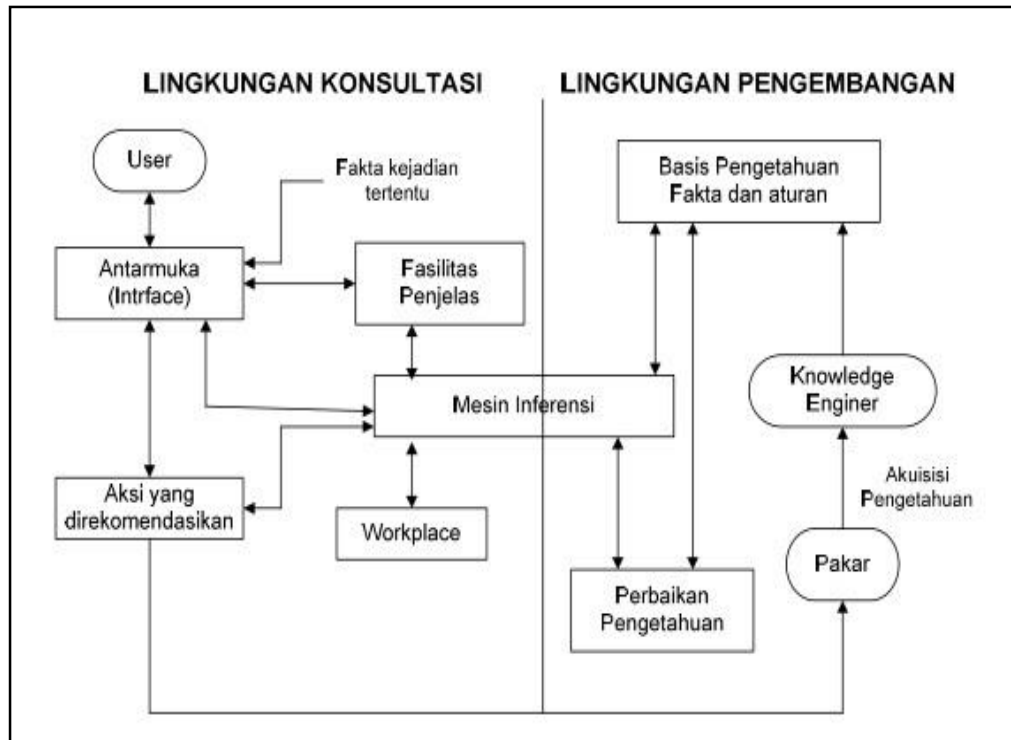 LINGKUNGAN KONSULTASI
LINGKUNGAN PENGEMBANGAN
User
Fakta kejadian
tertentu
Basis Pengetahuan
Fakta dan aturan
Antarmuka
(Intrface)
Fasilitas
Penjelas
Mesin Inferensi
Knowledge
Enginer
Akuisisi
Pengetahuan
Aksi yang
direkomendasikan
Workplace
Pakar
Perbaikan
Pengetahuan